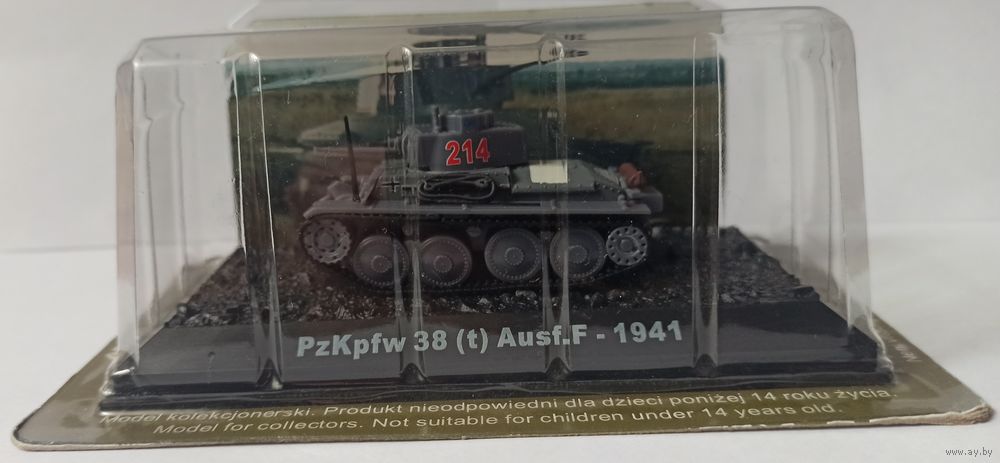 214
PzKpfw 38 (t) Ausf.F - 1941
Model kolekcjonerski. Produkt nieodpowiedni dla dzieci poniżej 14 roku życia.
Model for collectors. Not suitable for children under 14 years old.
www.ay.by